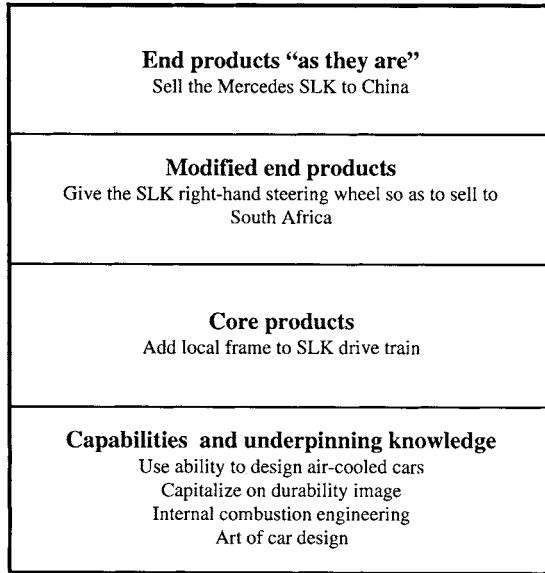 End products “as they are”
Sell the Mercedes SLK to China
Modified end products
Give the SLK right-hand steering wheel so as to sell to
South Africa
Core products
Add local frame to SLK drive train
Capabilities and underpinning knowledge
Use ability to design air-cooled cars
Capitalize on durability image
Internal combustion engineering
Art of car design